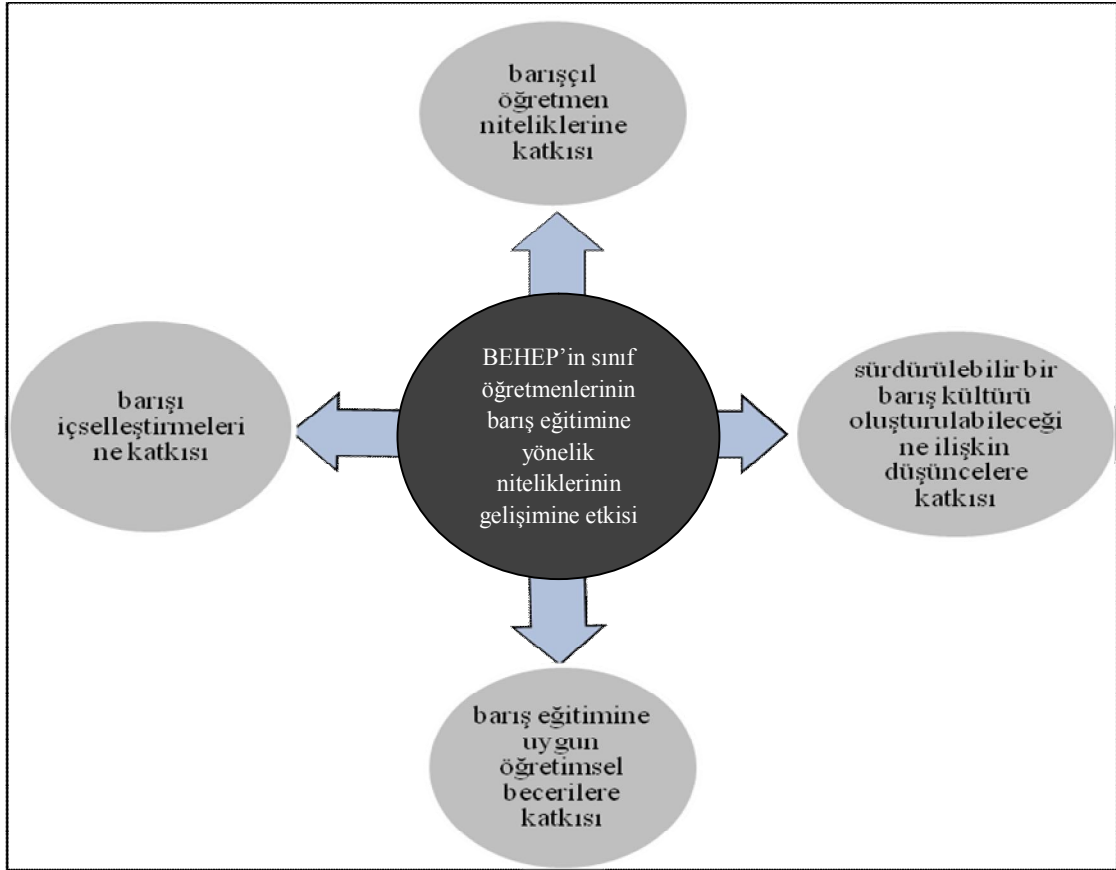 barışçıl
öğretmen
niteliklerine
katkısı
barışı
içselleştirmeleri
ne katkısı
BEHEP’in sınıf
öğretmenlerinin
barış eğitimine
yönelik
niteliklerinin
gelişimine etkisi
sürdürülebilir bir
barış kültürü
oluşturulabileceği
ne ilişkin
düşüncelere
katkısı
barış eğitimine
uygun
öğretimsel
becerilere
katkısı